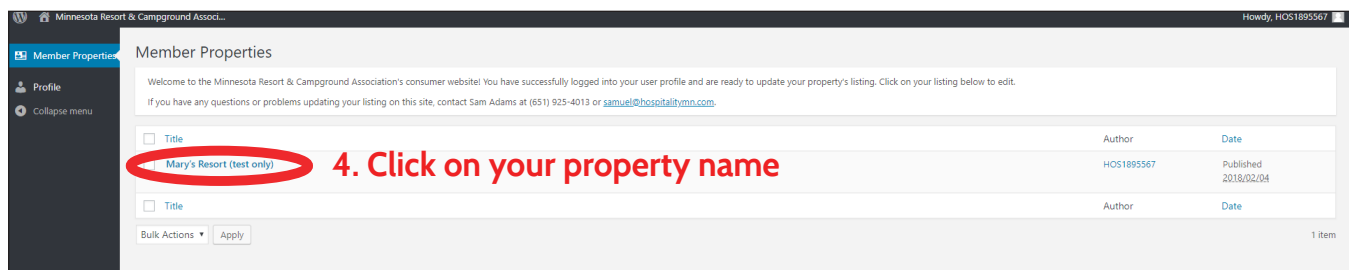 Minnesota Resort & Campground Associ... Howdy, HOS1895567
Member Properties
Profile
Collapse menu
Member Properties
Welcome to the Minnesota Resort & Campground Association's consumer website! You have successfully logged into your user profile and are ready to update your property's listing. Click on your listing below to edit.
If you have any questions or problems updating your listing on this site, contact Sam Adams at (651) 925-4013 or samuel@hospitalitymn.com.
Title Author Date
Mary's Resort (test only) 4. Click on your property name HOS1895567 Published
2018/02/04
Title Author Date
Bulk Actions Apply 1 item